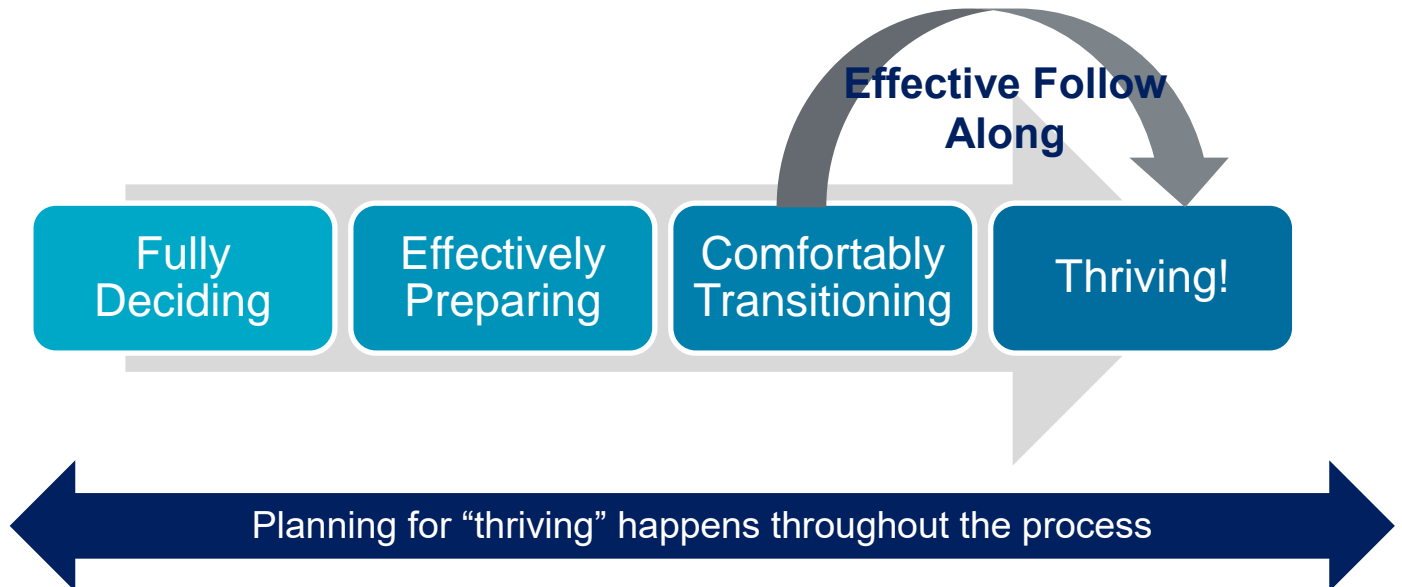 Effective Follow
Along
Fully
Deciding
Effectively
Preparing
Comfortably
Transitioning
Thriving!
Planning for “thriving” happens throughout the process